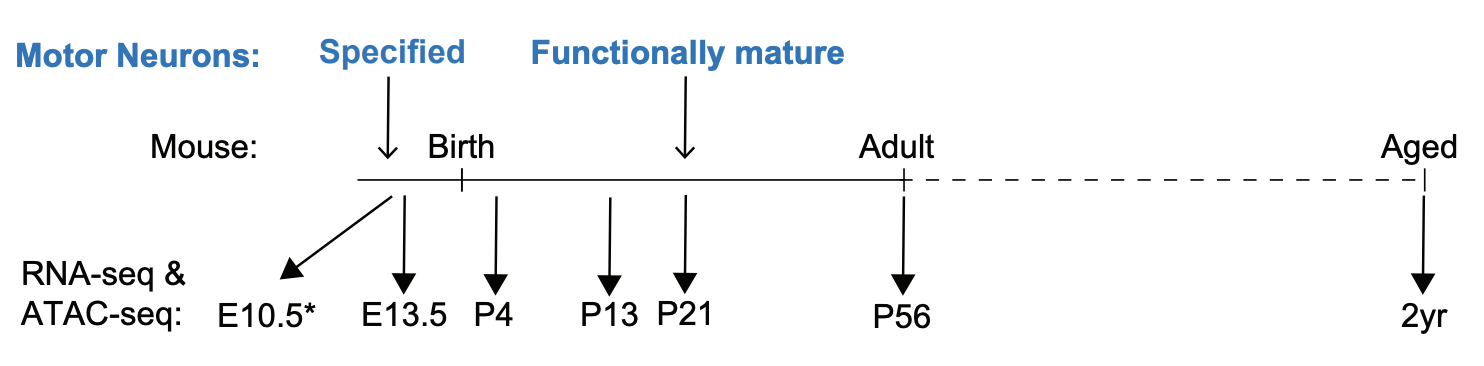 Motor Neurons: Specified Functionally mature
Mouse: Birth Adult Aged
RNA-seq &
ATAC-seq: E10.5* E13.5 P4 P13 P21 P56 2yr